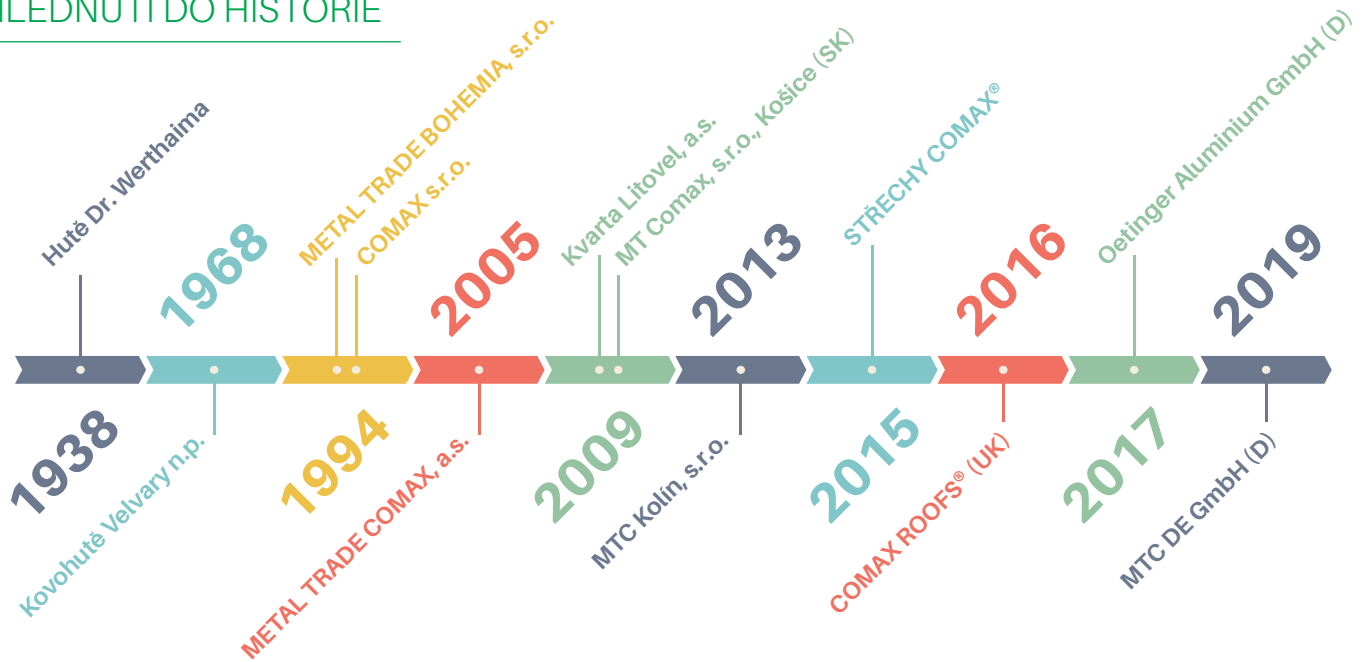 DO HISTORIE
1938
Hutě Dr. Werthaima
1968
Kovohutě Velvary n.p.
1994
METAL TRADE BOHEMIA, s.r.o.
COMAX s.r.o.
2005
METAL TRADE COMAX, a.s.
2009
Kvarta Litovel, a.s.
MT Comax, s.r.o., Košice (SK)
2013
MTC Kolín, s.r.o.
2015
STŘECHY COMAX®
2016
COMAX ROOFS® (UK)
2017
Oetinger Aluminium GmbH (D)
2019
MTC DE GmbH (D)